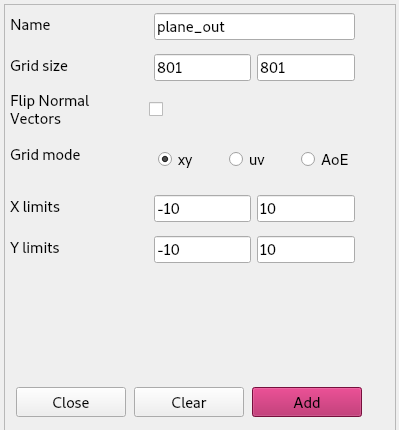 Name plane_out
Grid size 801 801
Flip Normal
Vectors
Grid mode xy uv AoE
X limits -10 10
Y limits -10 10
Close Clear Add